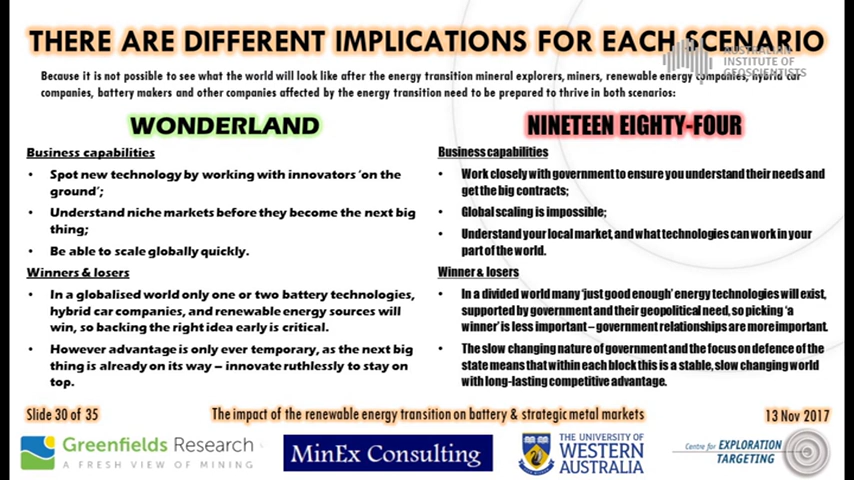 THERE ARE DIFFERENT IMPLICATIONS FOR EACH SCENARIO
AUSTRALIAN
INSTITUTE OF
GEOSCIENTISTS
Because it is not possible to see what the world will look like after the energy transition mineral explorers, miners, renewable energy companies, hybrid car
companies, battery makers and other companies affected by the energy transition need to be prepared to thrive in both scenarios:
WONDERLAND
Business capabilities
• Spot new technology by working with innovators ‘on the
ground’;
• Understand niche markets before they become the next big
thing;
• Be able to scale globally quickly.
Winners & losers
• In a globalised world only one or two battery technologies,
hybrid car companies, and renewable energy sources will
win, so backing the right idea early is critical.
• However advantage is only ever temporary, as the next big
thing is already on its way – innovate ruthlessly to stay on
top.
NINETEEN EIGHTY-FOUR
Business capabilities
• Work closely with government to ensure you understand their needs and
get the big contracts;
• Global scaling is impossible;
• Understand your local market, and what technologies can work in your
part of the world.
Winner & losers
• In a divided world many ‘just good enough’ energy technologies will exist,
supported by government and their geopolitical need, so picking ‘a
winner’ is less important – government relationships are more important.
• The slow changing nature of government and the focus on defence of the
state means that within each block this is a stable, slow changing world
with long-lasting competitive advantage.
Slide 30 of 35
The impact of the renewable energy transition on battery & strategic metal markets
13 Nov 2017
Greenfields Research
A FRESH VIEW OF MINING
MinEx Consulting
THE UNIVERSITY OF
WESTERN
AUSTRALIA
Centre for EXPLORATION
TARGETING